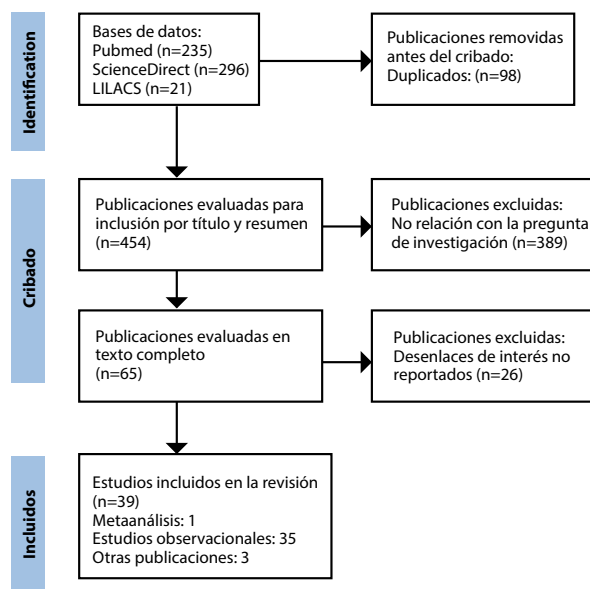 Identification
Bases de datos:
Pubmed (n=235)
ScienceDirect (n=296)
LILACS (n=21)
Publicaciones removidas
antes del cribado:
Duplicados: (n=98)
Cribado
Publicaciones evaluadas para
inclusión por título y resumen
(n=454)
Publicaciones excluidas:
No relación con la pregunta
de investigación (n=389)
Publicaciones evaluadas en
texto completo
(n=65)
Publicaciones excluidas:
Desenlaces de interés no
reportados (n=26)
Incluidos
Estudios incluidos en la revisión
(n=39)
Metaanálisis: 1
Estudios observacionales: 35
Otras publicaciones: 3